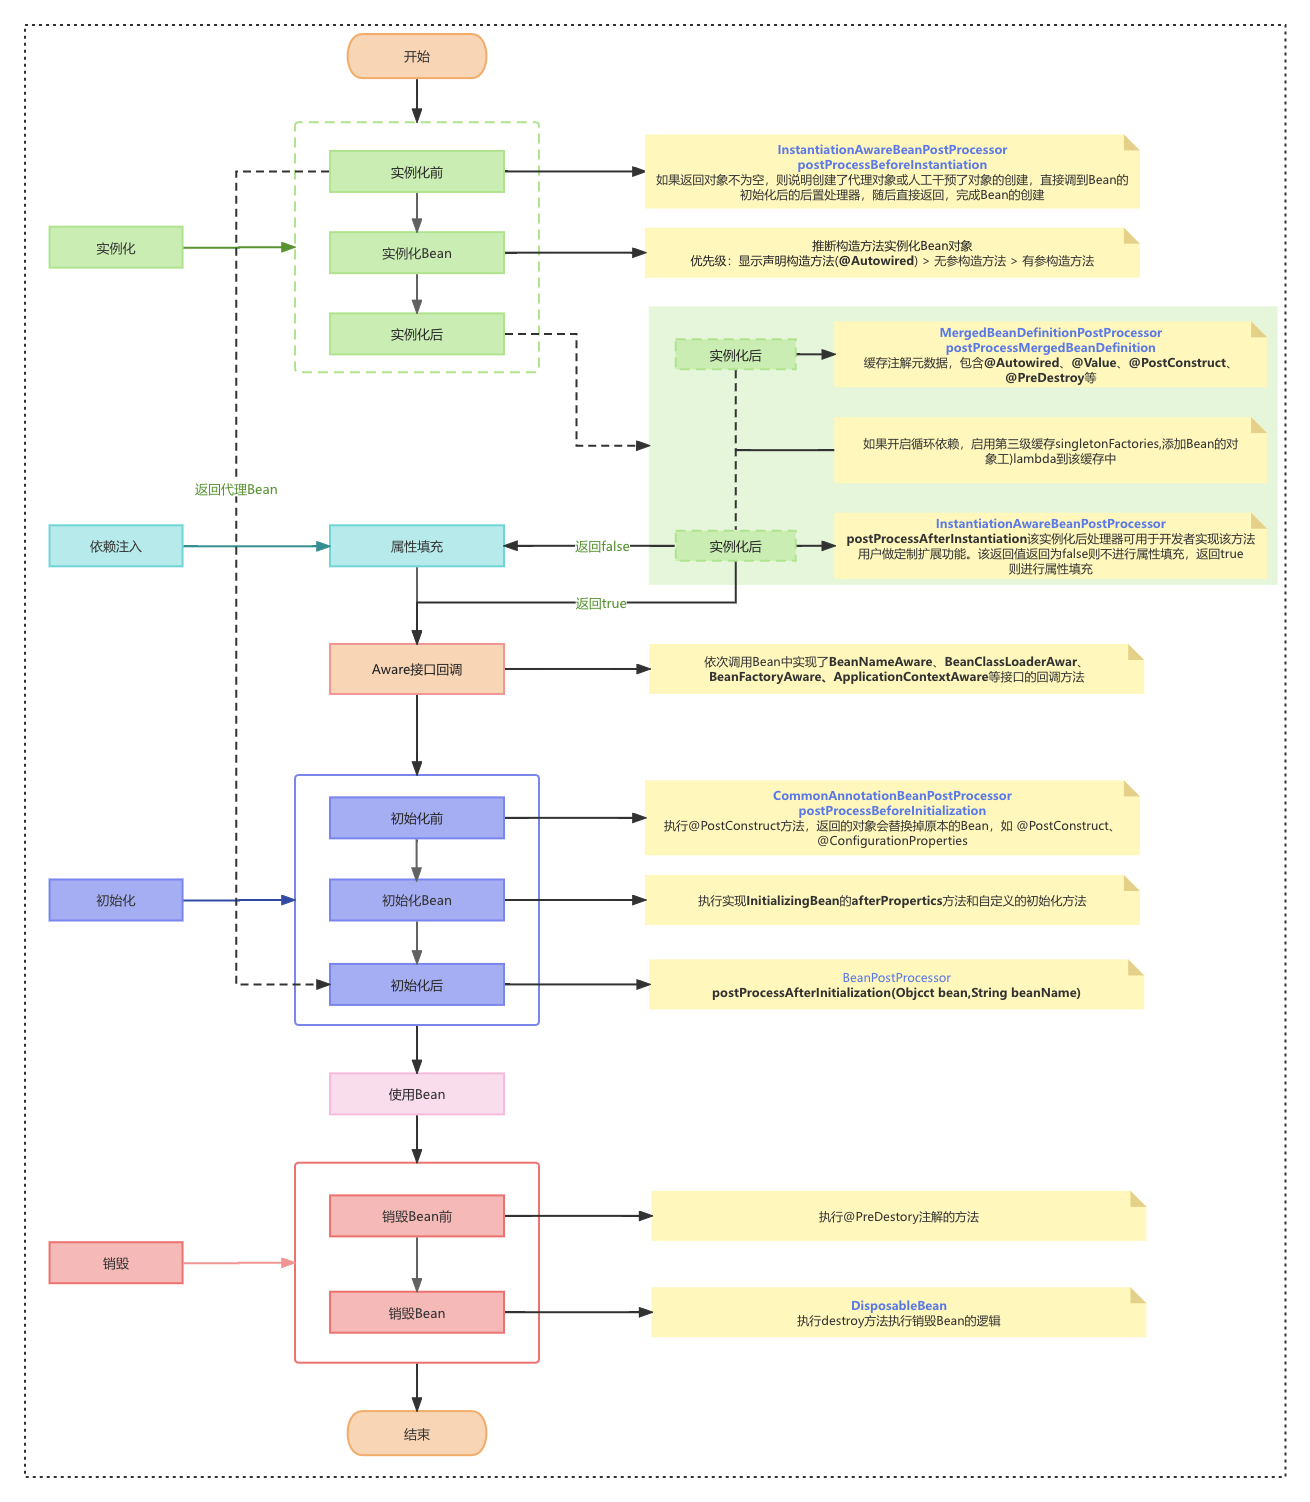 开始
实例化前
InstantiationAwareBeanPostProcessor
postProcessBeforeInstantiation
如果返回对象不为空，则说明创建了代理对象或人工干预了对象的创建，直接调到Bean的
初始化后的后置处理器，随后直接返回，完成Bean的创建
实例化
实例化Bean
推断构造方法实例化Bean对象
优先级：显示声明构造方法(@Autowired) > 无参构造方法 > 有参构造方法
实例化后
实例化后
MergedBeanDefinitionPostProcessor
postProcessMergedBeanDefinition
缓存注解元数据，包含@Autowired、@Value、@PostConstruct、
@PreDestroy等
如果开启循环依赖，启用第三级缓存singletonFactories,添加Bean的对
象工)lambda到该缓存中
返回代理Bean
依赖注入
属性填充
返回false
实例化后
InstantiationAwareBeanPostProcessor
postProcessAfterInstantiation该实例化后处理器可用于开发者实现该方法
用户做定制扩展功能。该返回值返回为false则不进行属性填充，返回true
则进行属性填充
返回true
Aware接口回调
依次调用Bean中实现了BeanNameAware、BeanClassLoaderAwar、
BeanFactoryAware、ApplicationContextAware等接口的回调方法
初始化前
CommonAnnotationBeanPostProcessor
postProcessBeforeInitialization
执行@PostConstruct方法，返回的对象会替换掉原本的Bean，如 @PostConstruct、
@ConfigurationProperties
初始化
初始化Bean
执行实现InitializingBean的afterPropertics方法和自定义的初始化方法
初始化后
BeanPostProcessor
postProcessAfterInitialization(Objcct bean,String beanName)
使用Bean
销毁Bean前
执行@PreDestory注解的方法
销毁
销毁Bean
DisposableBean
执行destroy方法执行销毁Bean的逻辑
结束